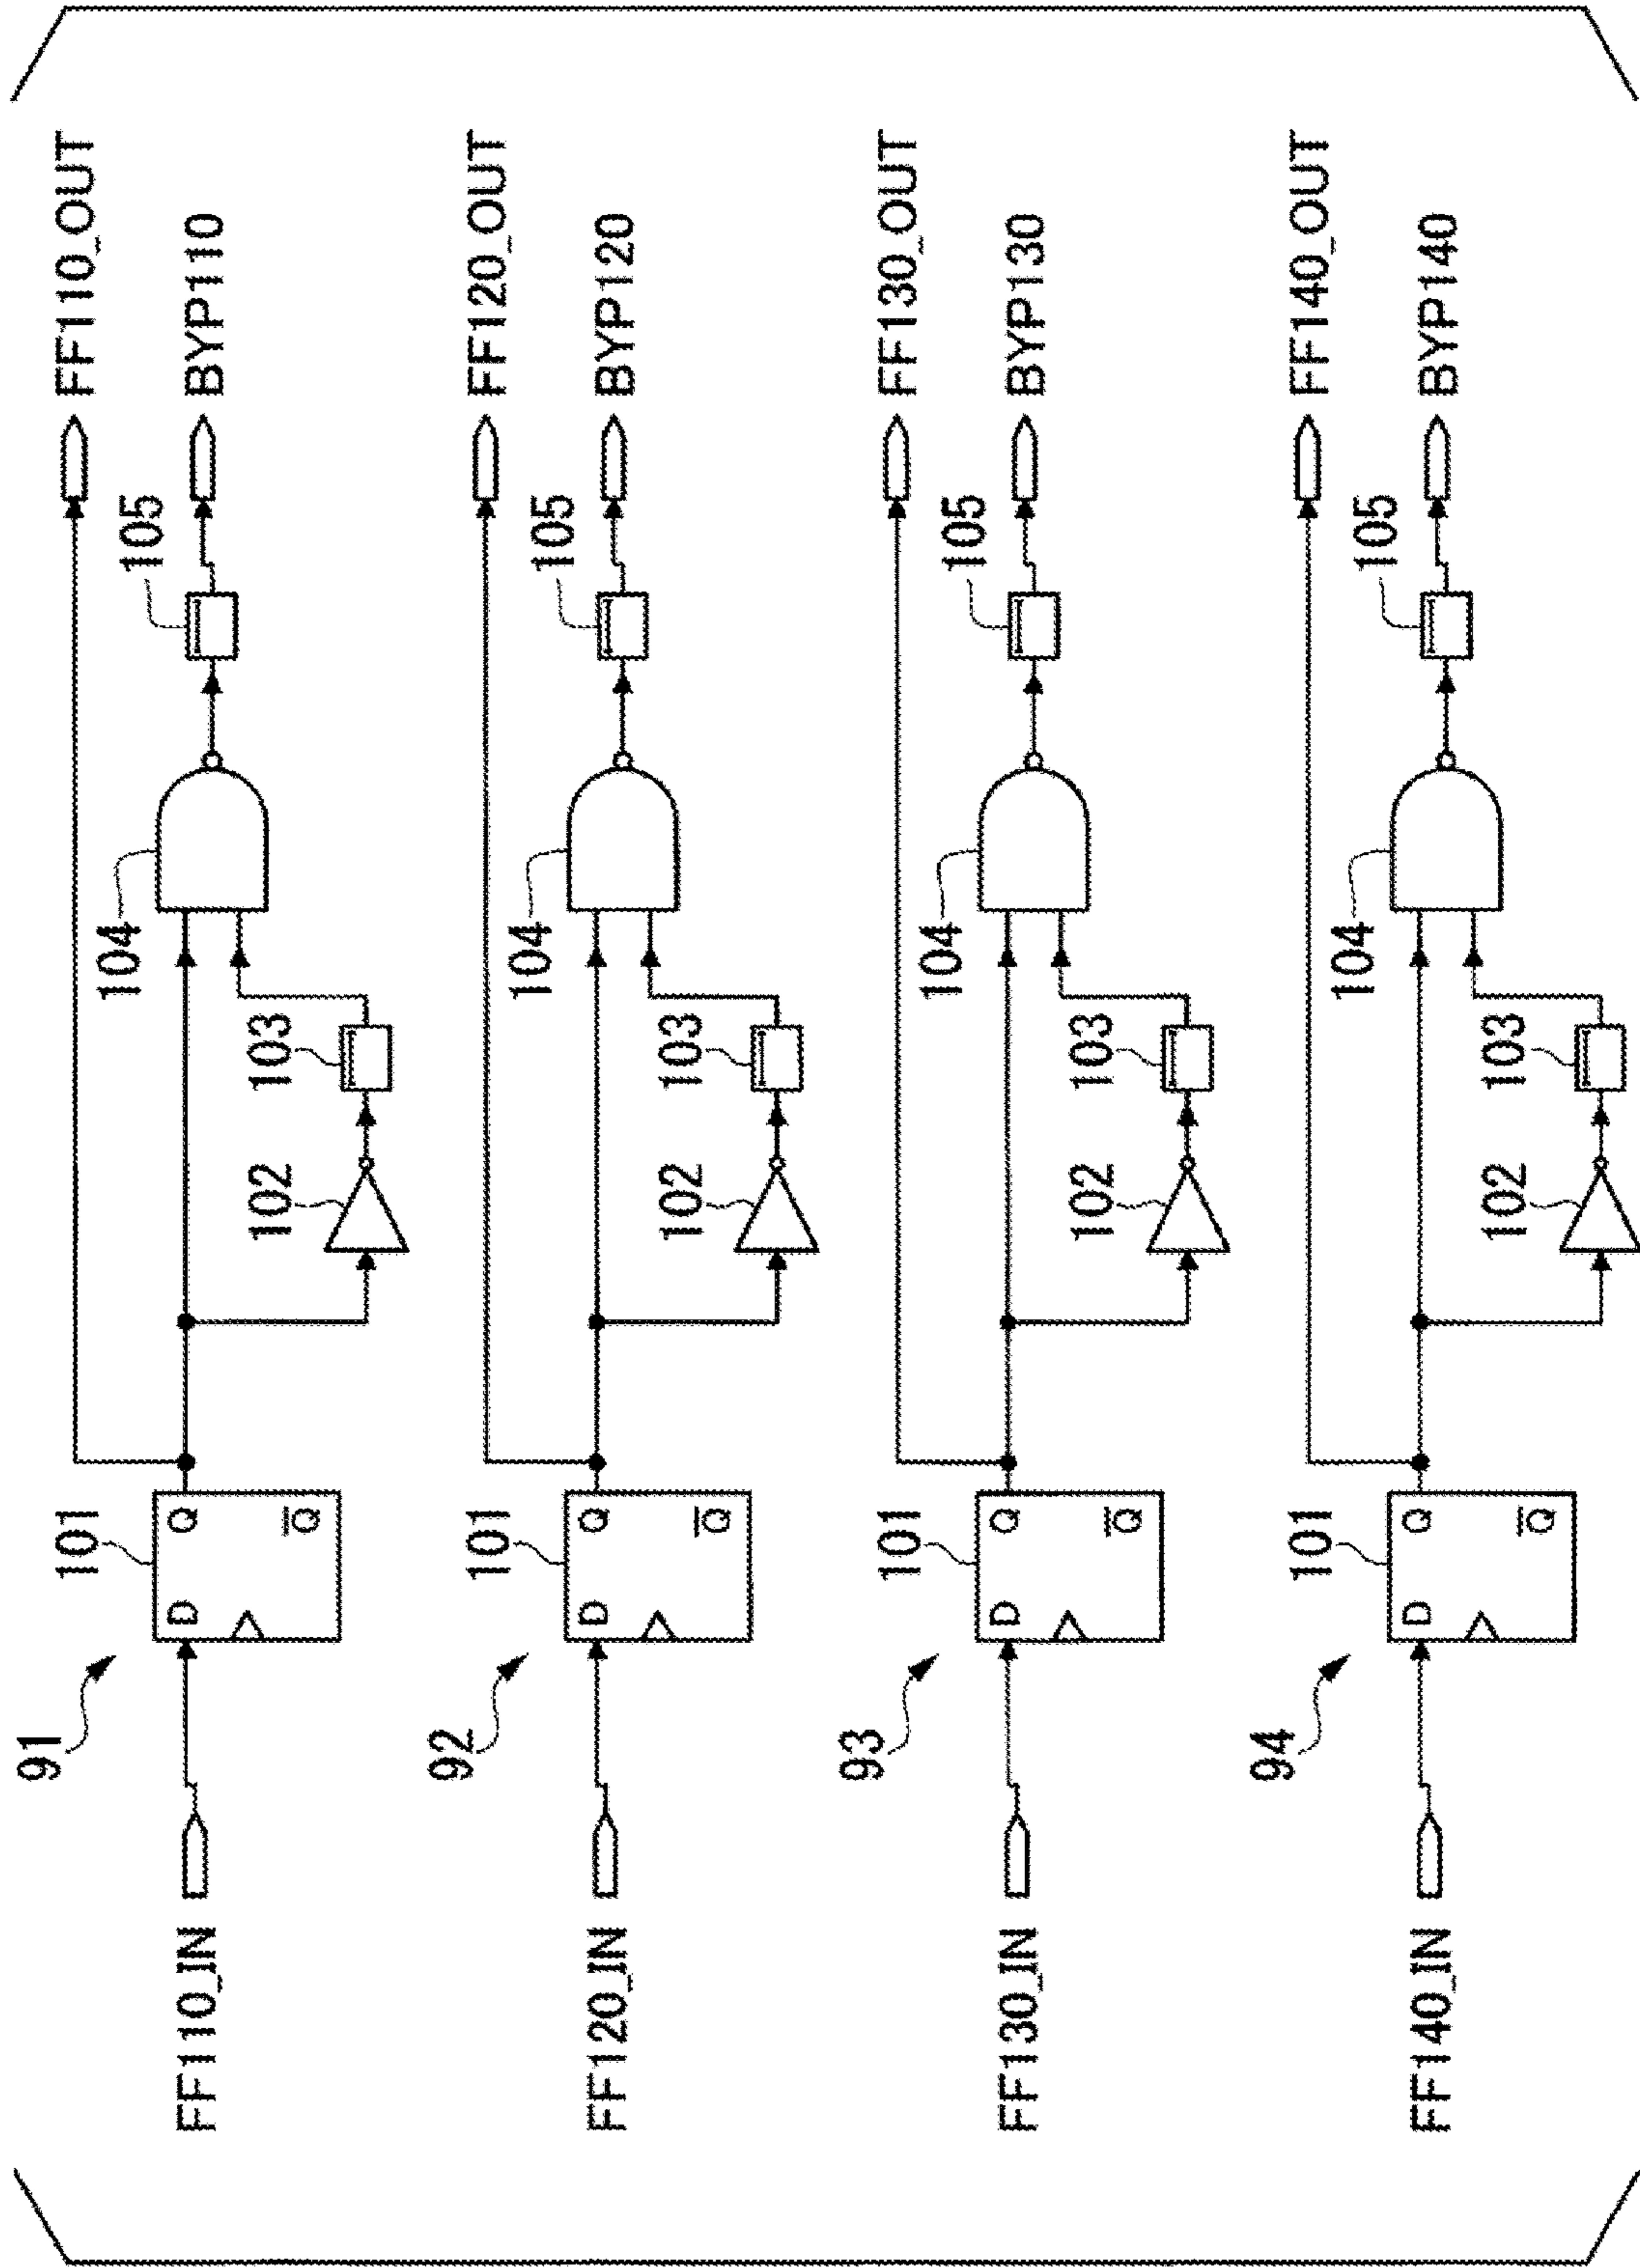 91
FF110_IN
101
D
Q
Q
102
103
104
105
FF110_OUT
BYP110
92
FF120_IN
101
D
Q
Q
102
103
104
105
FF120_OUT
BYP120
93
FF130_IN
101
D
Q
Q
102
103
104
105
FF130_OUT
BYP130
94
FF140_IN
101
D
Q
Q
102
103
104
105
FF140_OUT
BYP140